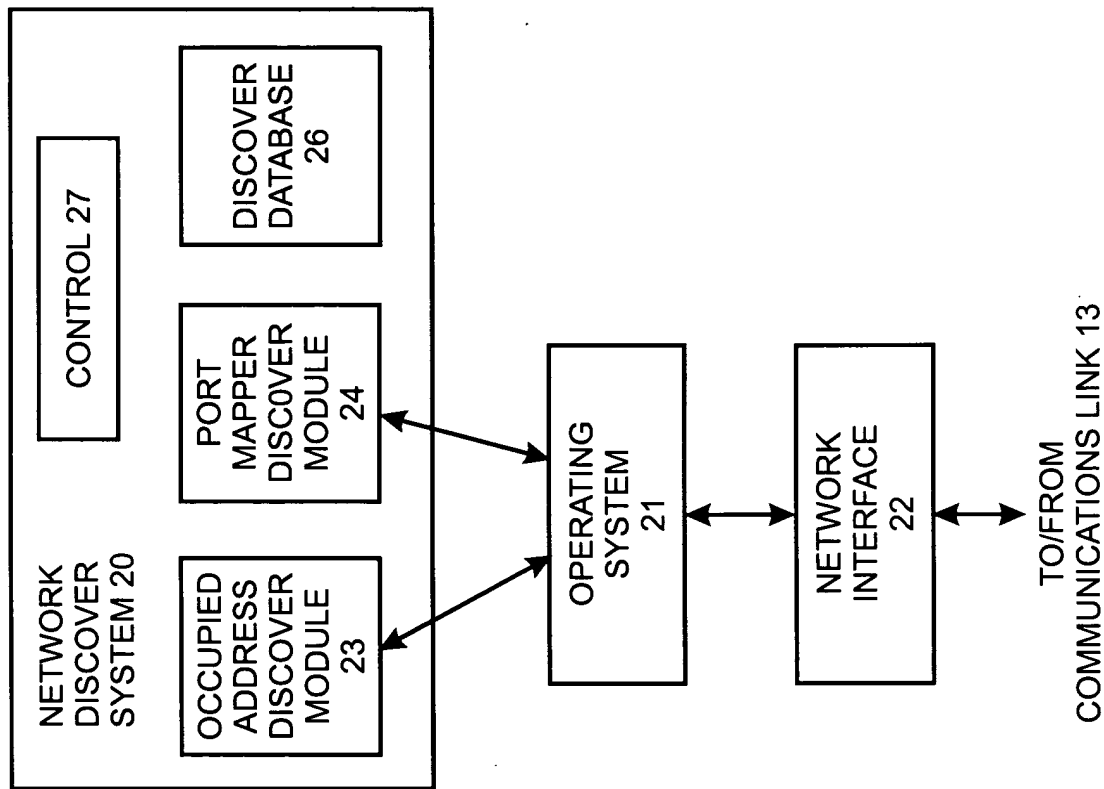 NETWORK
DISCOVER
SYSTEM 20
CONTROL 27
OCCUPIED
ADDRESS
DISCOVER
MODULE
23
PORT
MAPPER
DISC0VER
MODULE
24
DISCOVER
DATABASE
26
OPERATING
SYSTEM
21
NETWORK
INTERFACE
22
TO/FROM
COMMUNICATIONS LINK 13